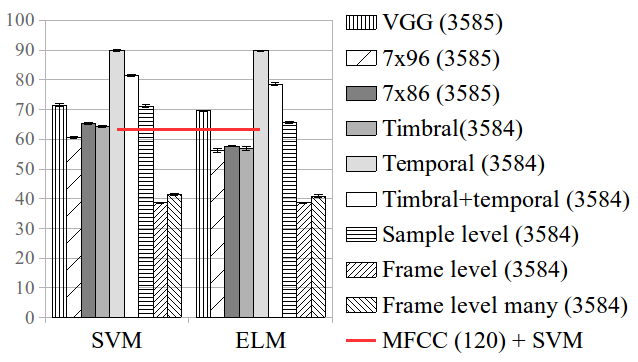 100
90
80
70
60
50
40
30
20
10
0
SVM
ELM
VGG (3585)
7x96 (3585)
7x86 (3585)
Timbral(3584)
Temporal (3584)
Timbral+temporal (3584)
Sample level (3584)
Frame level (3584)
Frame level many (3584)
MFCC (120) + SVM